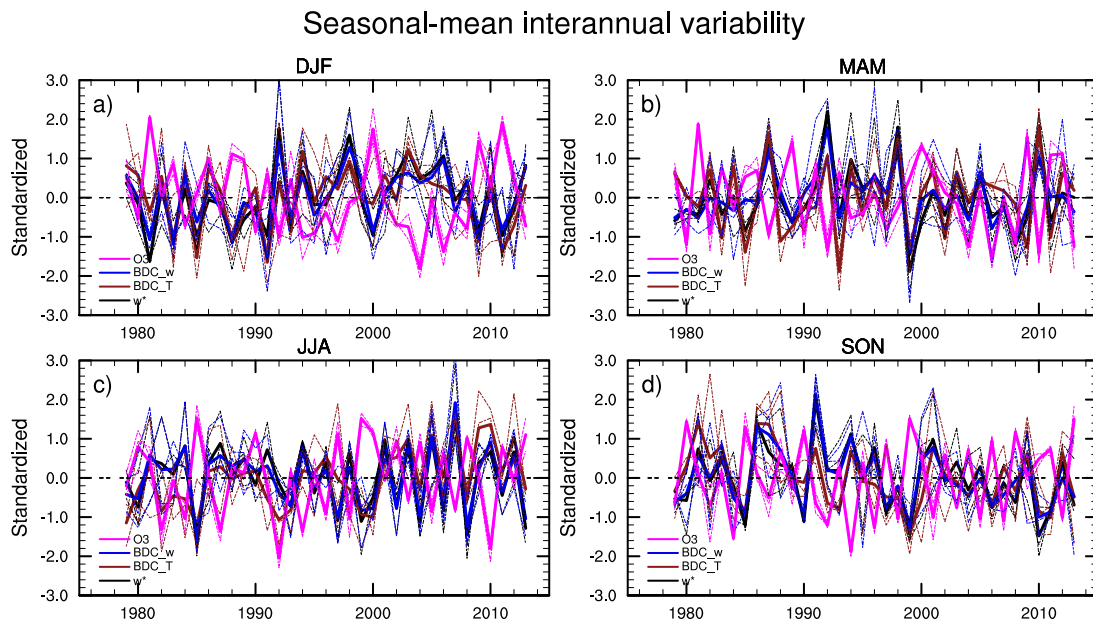 Seasonal-mean interannual variability
DJF
a)
Standardized
3.0
2.0
1.0
0.0
-1.0
-2.0
-3.0
O3
BDC_w
BDC_T
w*
1980 1990 2000 2010
MAM
b)
Standardized
3.0
2.0
1.0
0.0
-1.0
-2.0
-3.0
O3
BDC_w
BDC_T
w*
1980 1990 2000 2010
JJA
c)
Standardized
3.0
2.0
1.0
0.0
-1.0
-2.0
-3.0
O3
BDC_w
BDC_T
w*
1980 1990 2000 2010
SON
d)
Standardized
3.0
2.0
1.0
0.0
-1.0
-2.0
-3.0
O3
BDC_w
BDC_T
w*
1980 1990 2000 2010